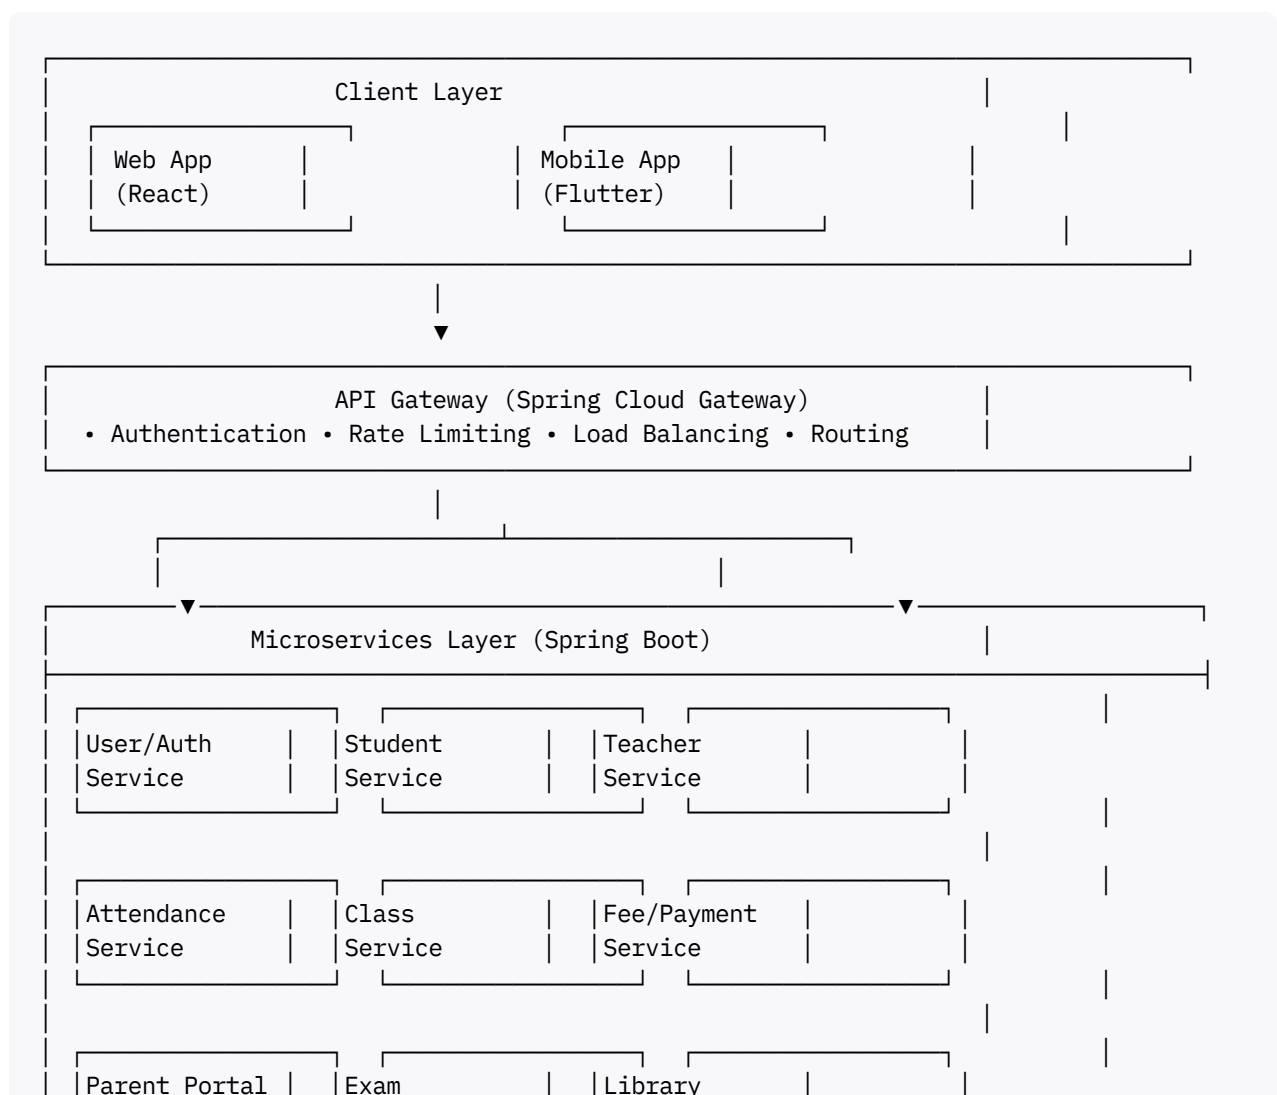 Client Layer
Web App Mobile App
(React) (Flutter)
API Gateway (Spring Cloud Gateway)
• Authentication • Rate Limiting • Load Balancing • Routing
Microservices Layer (Spring Boot)
User/Auth Student Teacher
Service Service Service
Attendance Class Fee/Payment
Service Service Service
Parent Portal Exam Library